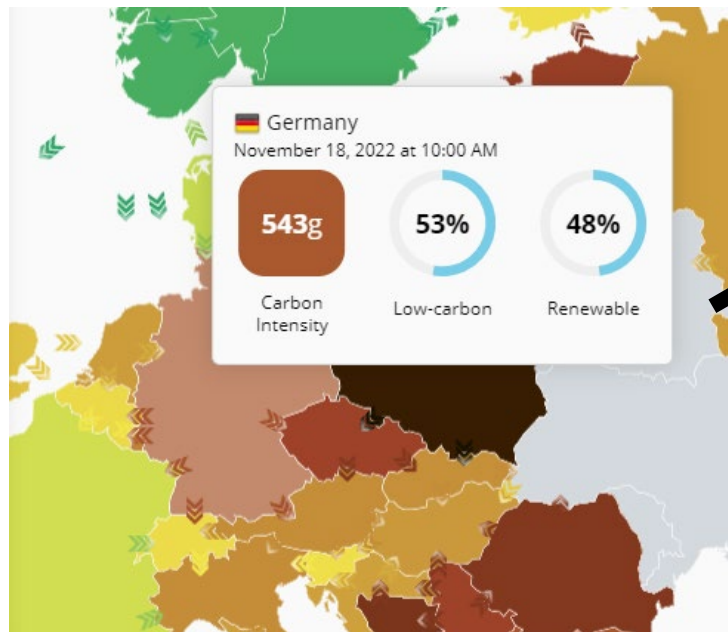 Germany
November 18, 2022 at 10:00 AM
543g
53%
48%
Carbon
Intensity
Low-carbon
Renewable